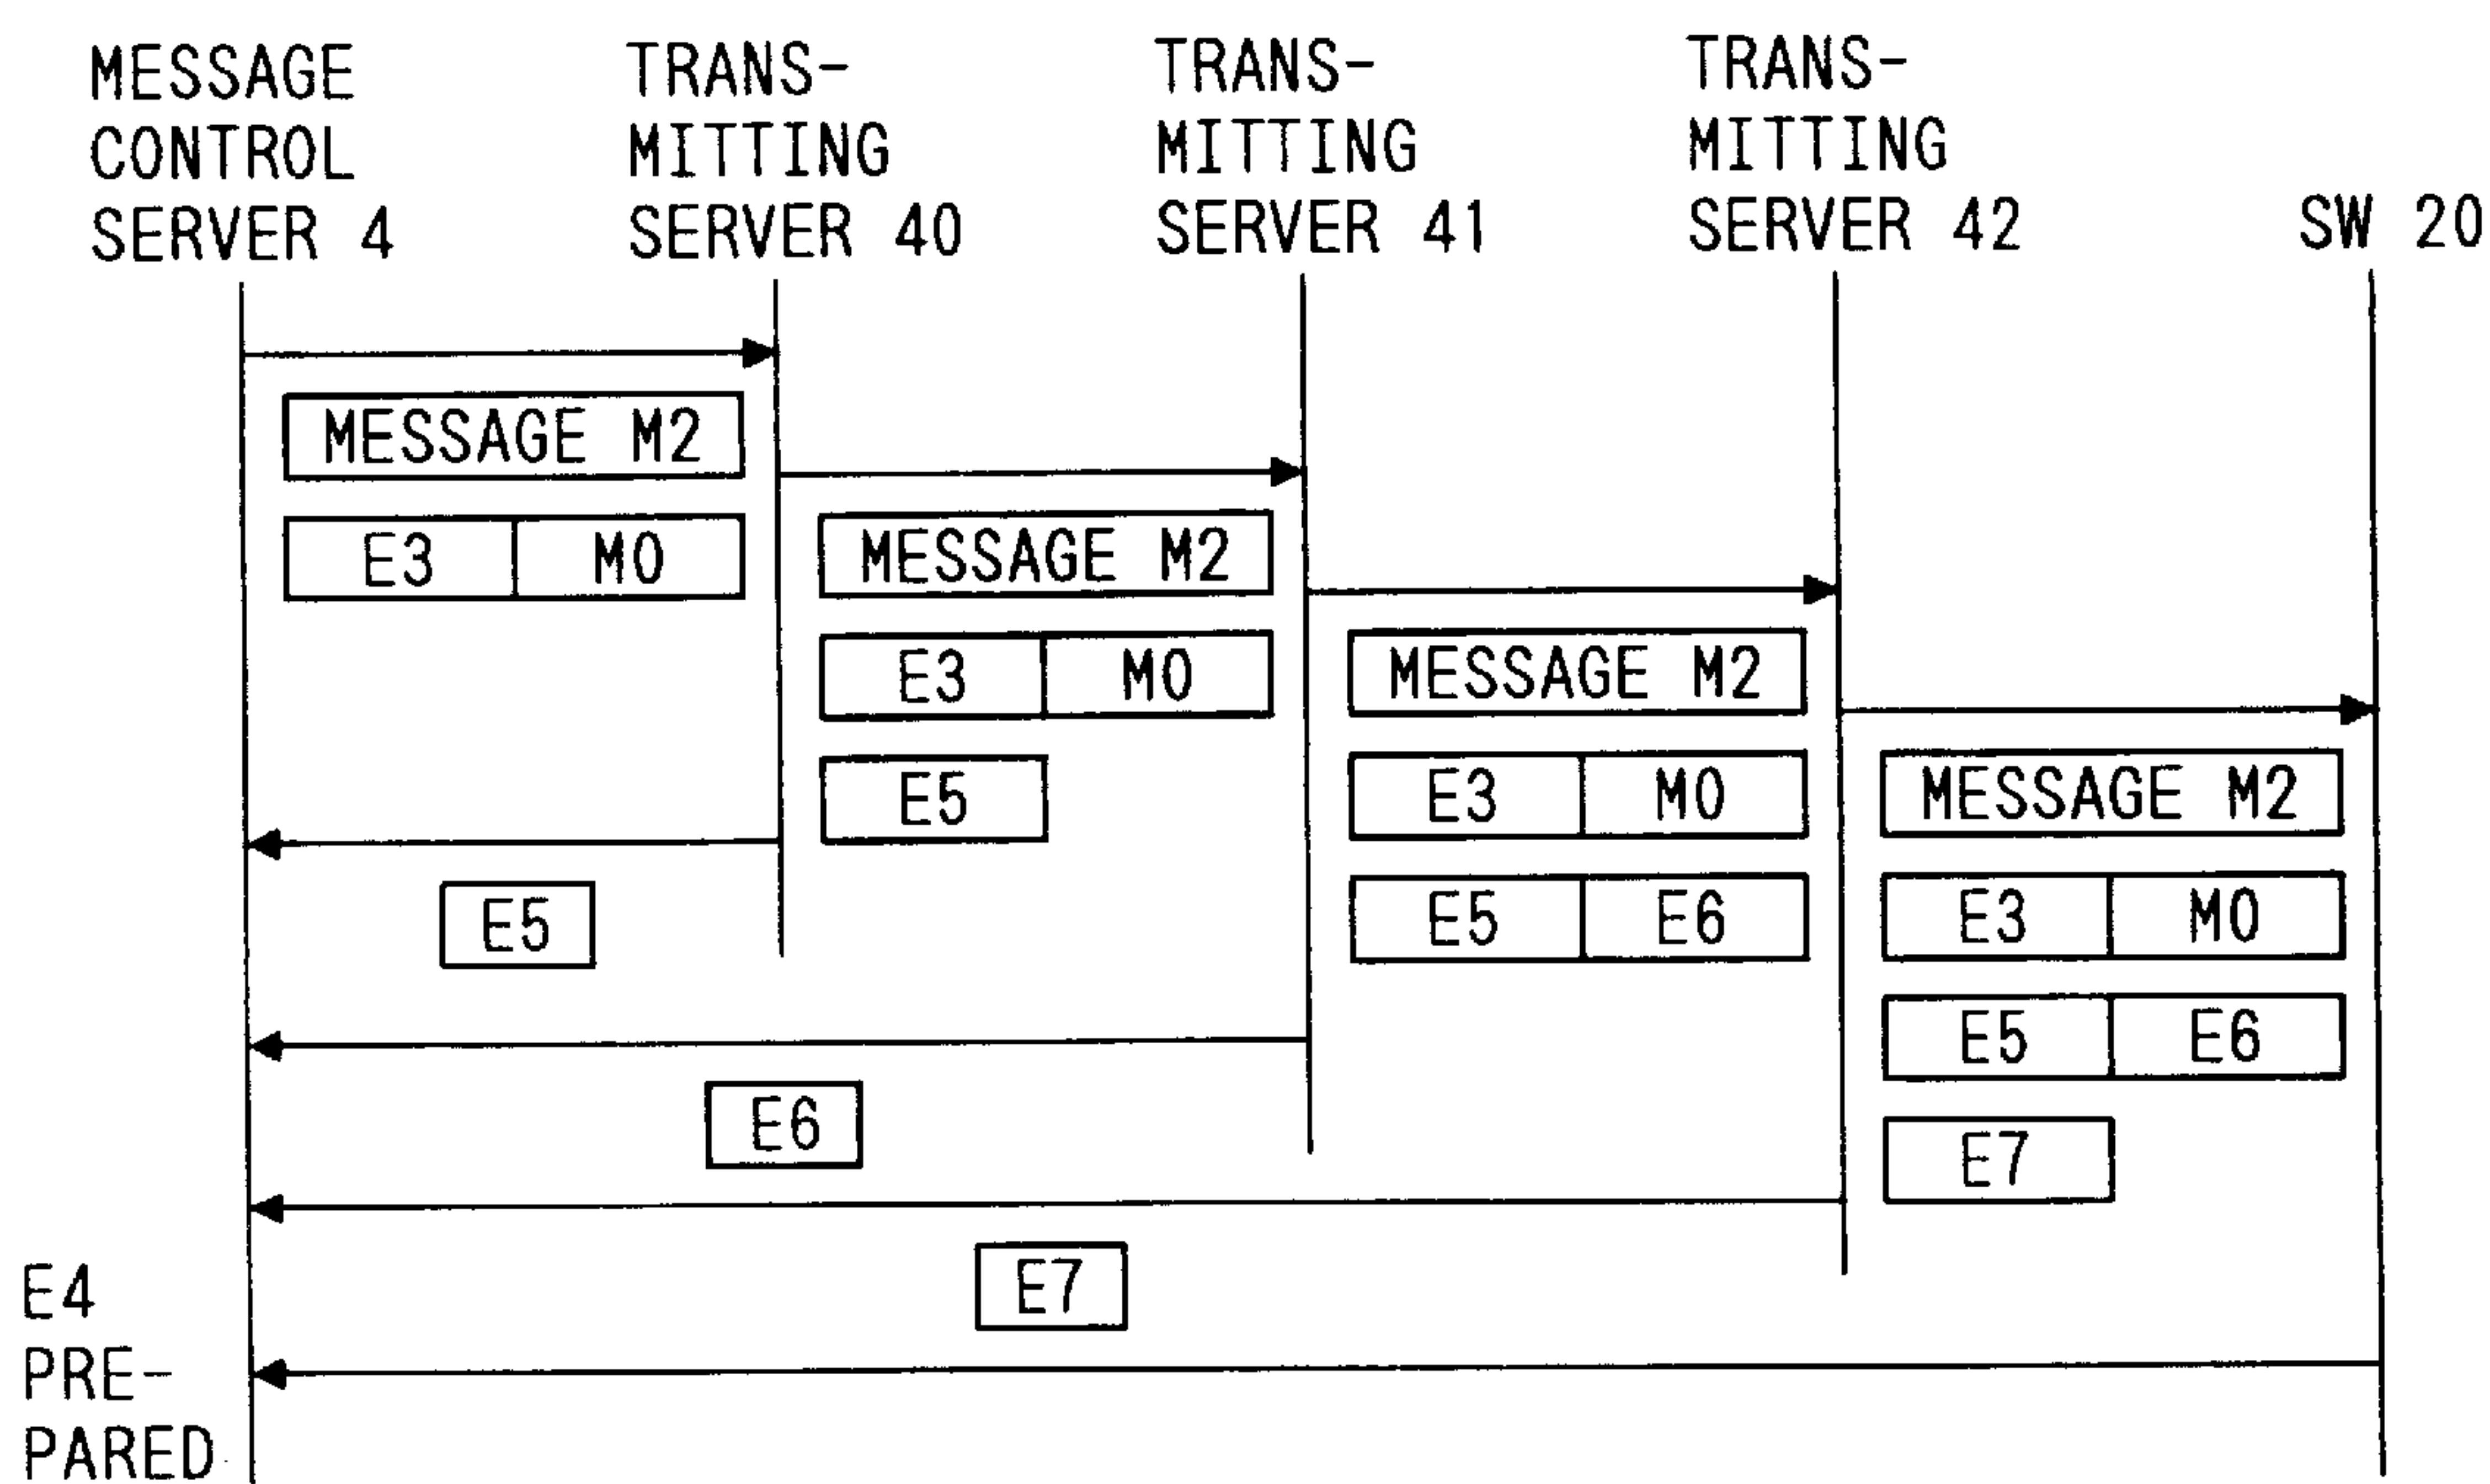 MESSAGE
CONTROL
SERVER 4
TRANS-
MITTING
SERVER 40
TRANS-
MITTING
SERVER 41
TRANS-
MITTING
SERVER 42
SW 20
MESSAGE M2
E3 M0
MESSAGE M2
E3 M0
E5
MESSAGE M2
E3 M0
E5 E6
MESSAGE M2
E3 M0
E5 E6
E7
E5
E6
E7
E4
PRE-
PARED